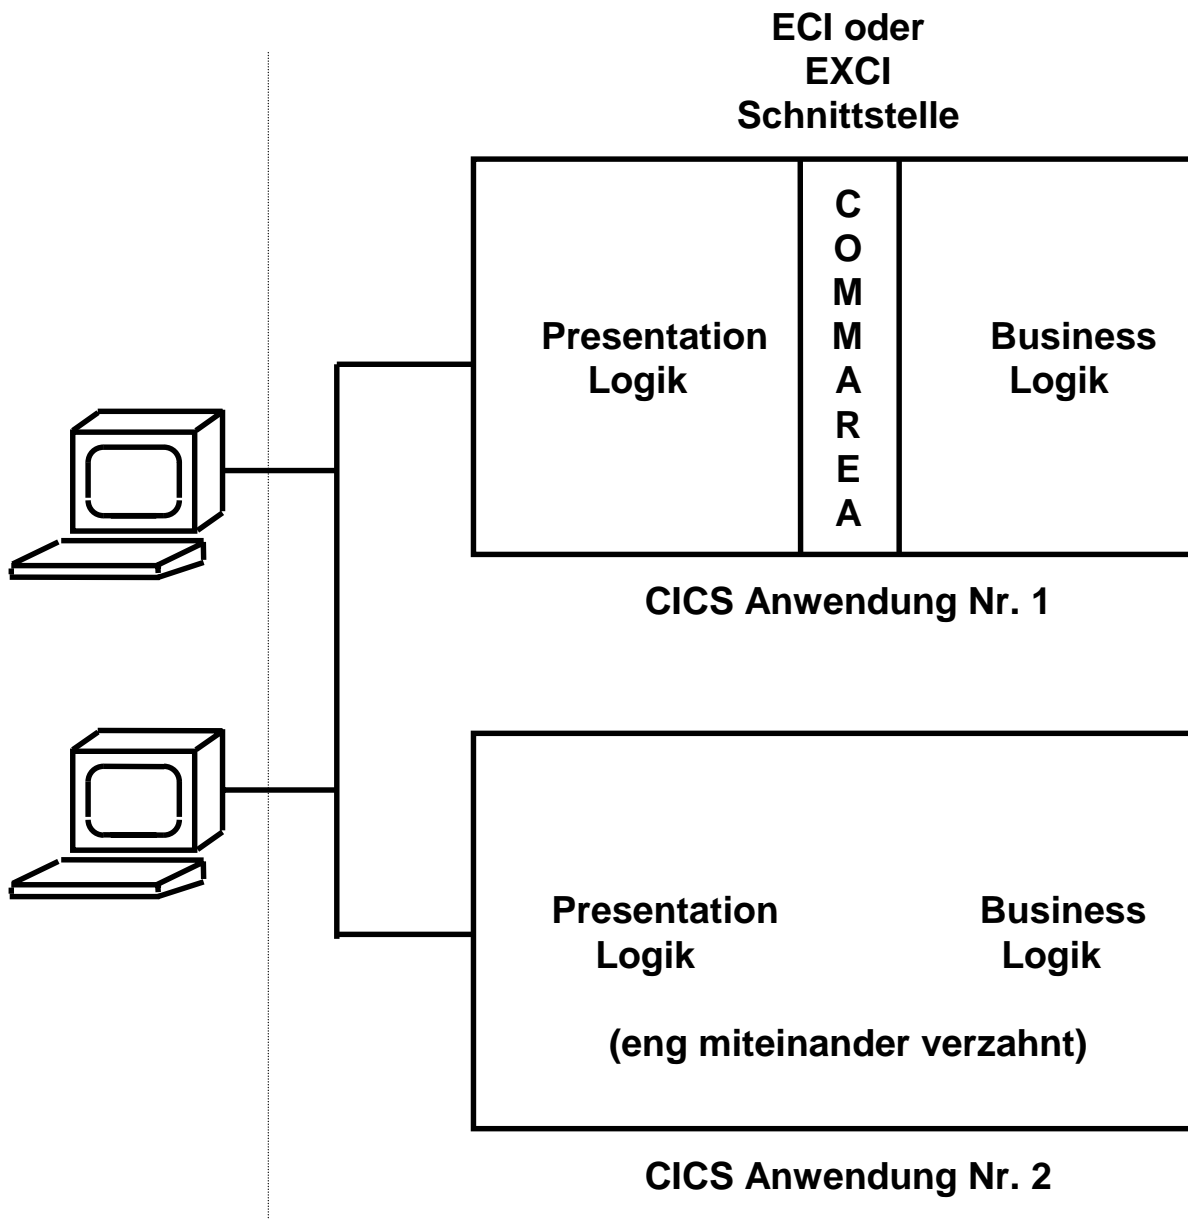 ECI oder
EXCI
Schnittstelle
Presentation
Logik
C
O
M
M
A
R
E
A
Business
Logik
CICS Anwendung Nr. 1
Presentation
Logik
Business
Logik
(eng miteinander verzahnt)
CICS Anwendung Nr. 2